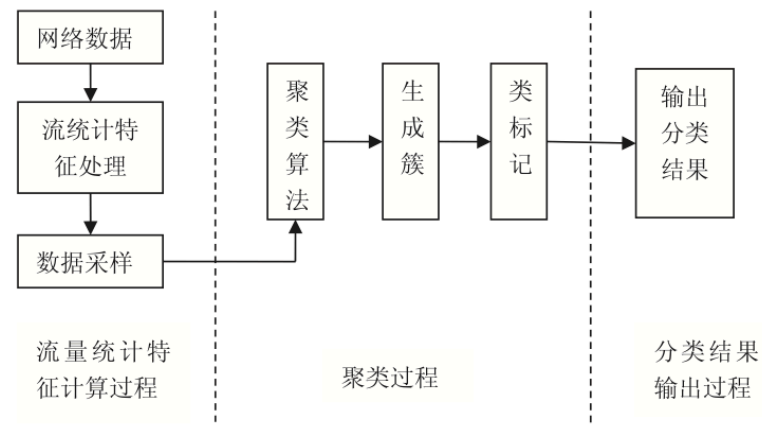 网络数据
流统计特
征处理
数据采样
聚类算法
生成簇
类标记
输出
分类
结果
流量统计特
征计算过程
聚类过程
分类结果
输出过程